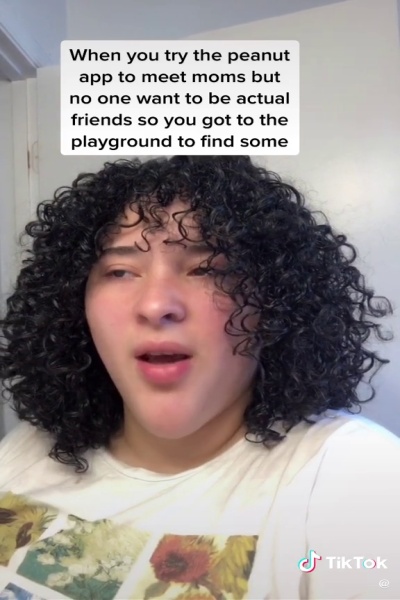 When you try the peanut
app to meet moms but
no one want to be actual
friends so you got to the
playground to find some
TikTok
@